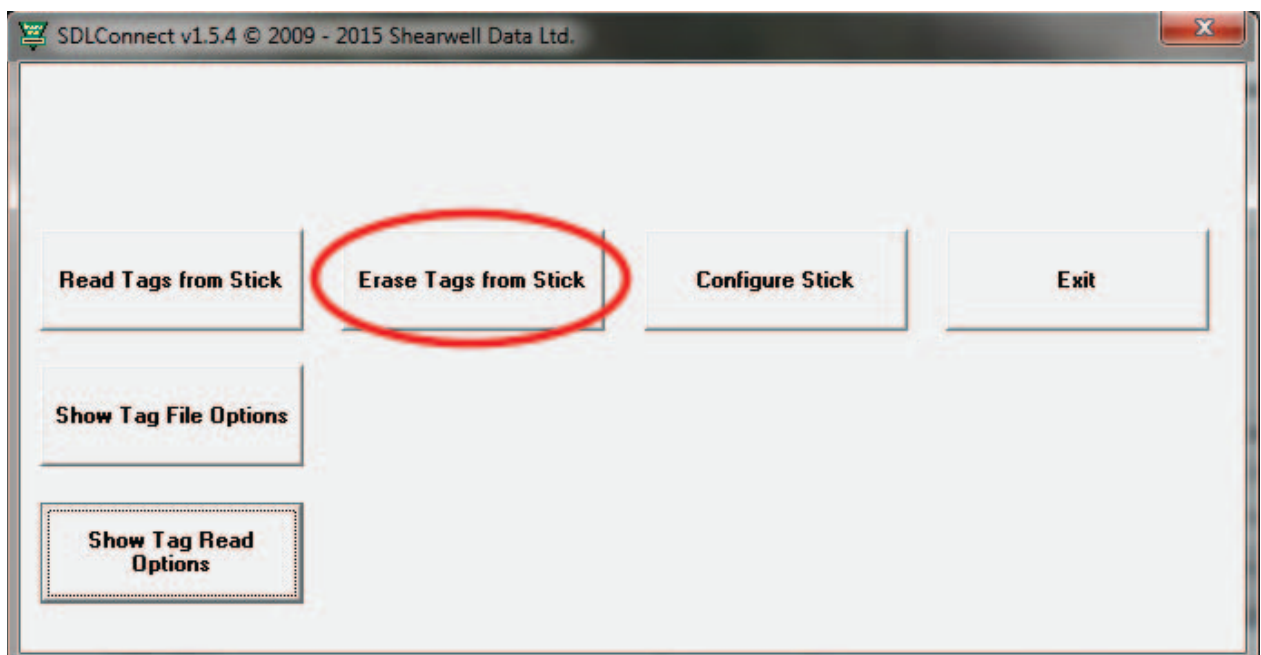 SDLConnect v1.5.4 © 2009 - 2015 Shearwell Data Ltd.
Read Tags from Stick
Erase Tags from Stick
Configure Stick
Exit
Show Tag File Options
Show Tag Read
Options